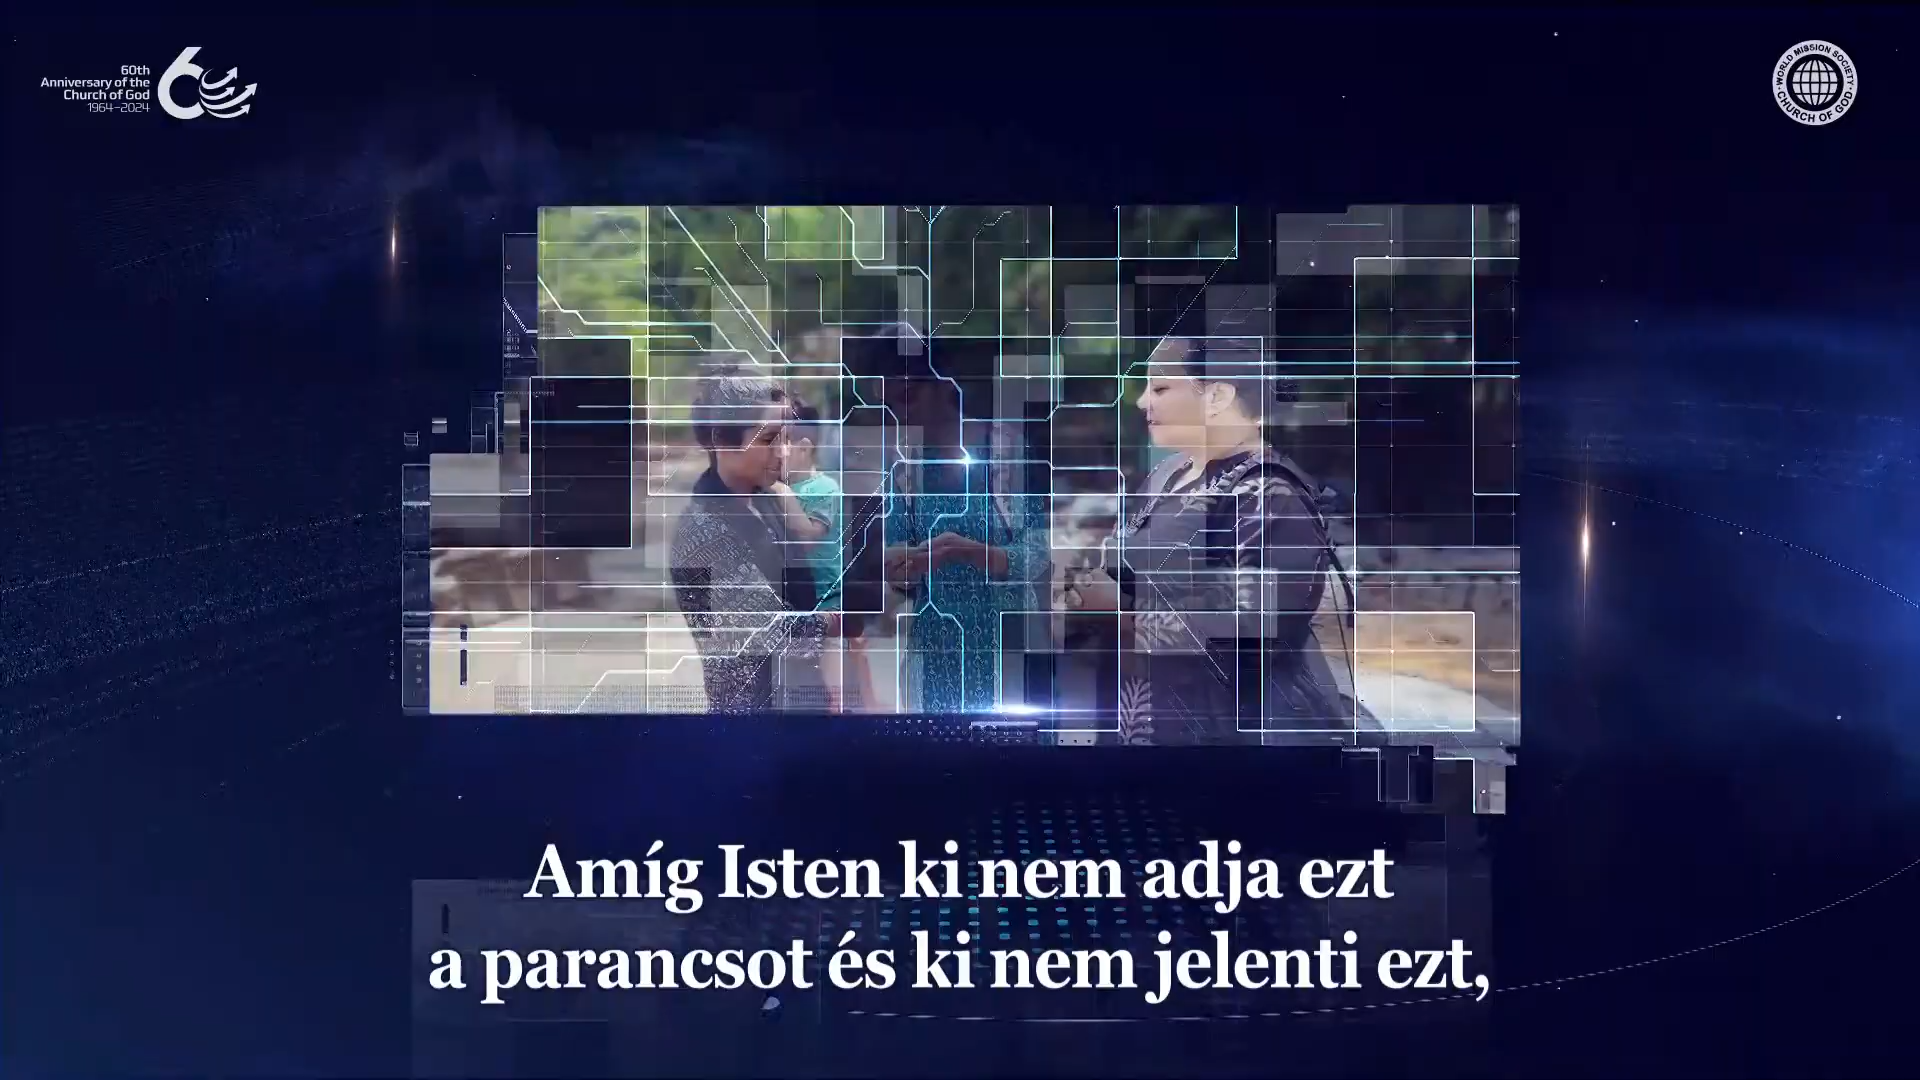 60th
Anniversary of the
Church of God
1964–2024
60
WORLD MISSION SOCIETY
CHURCH OF GOD
Amíg Isten ki nem adja ezt
a parancsot és ki nem jelenti ezt,